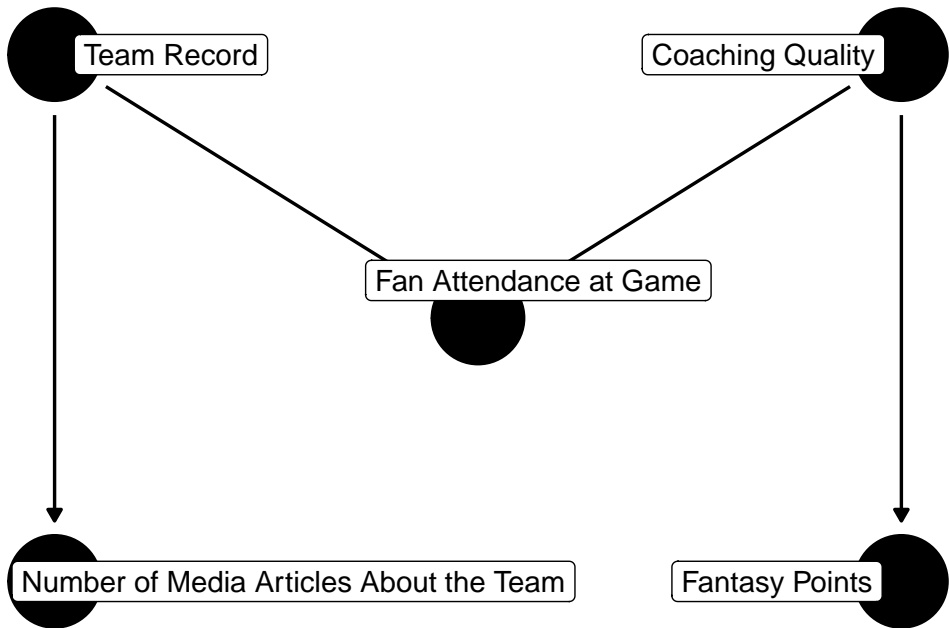 Team Record
Coaching Quality
Fan Attendance at Game
Number of Media Articles About the Team
Fantasy Points